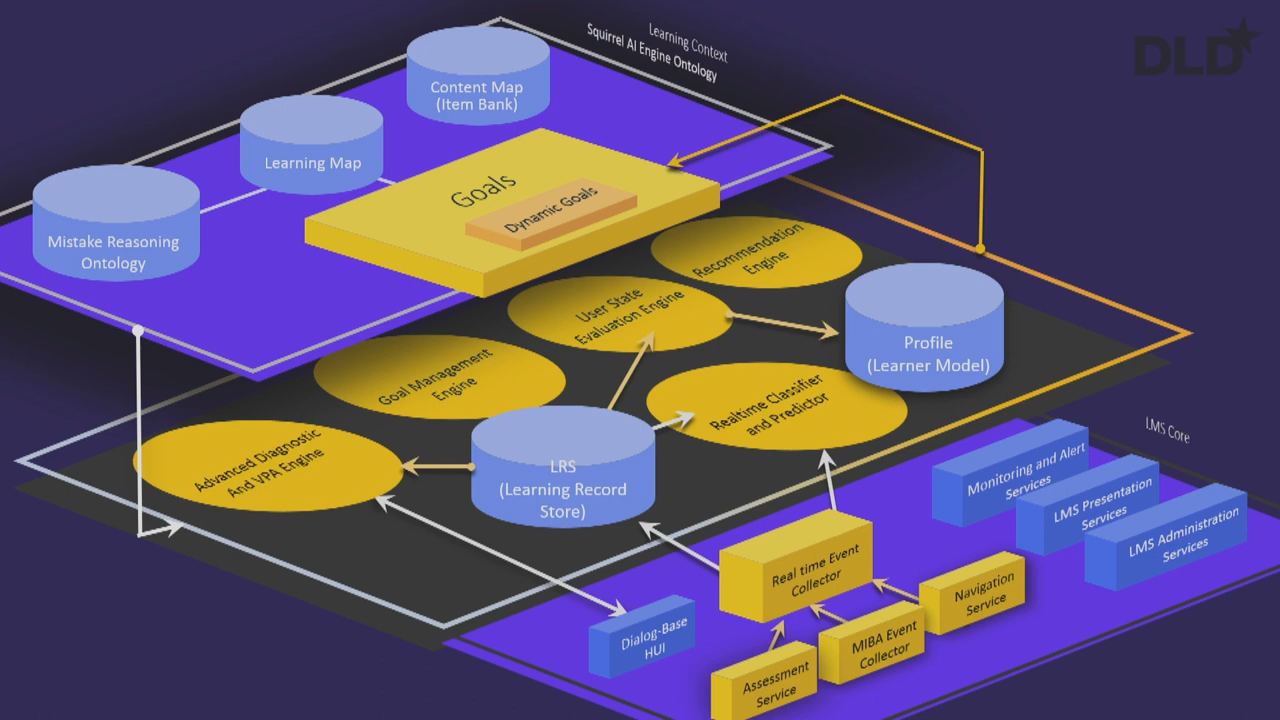 Learning Context
Squirrel AI Engine Ontology
DLD
Content Map
(Item Bank)
Learning Map
Mistake Reasoning
Ontology
Goals
Dynamic Goals
Recommendation
Engine
User State
Evaluation Engine
Profile
(Learner Model)
Goal Management
Engine
Realtime Classifier
and Predictor
Advanced Diagnostic
And VPA Engine
LRS
(Learning Record
Store)
LMS Core
Monitoring and Alert
Services
LMS Presentation
Services
LMS Administration
Services
Real time Event
Collector
Navigation
Service
MIBA Event
Collector
Assessment
Service
Dialog-Base
HUI